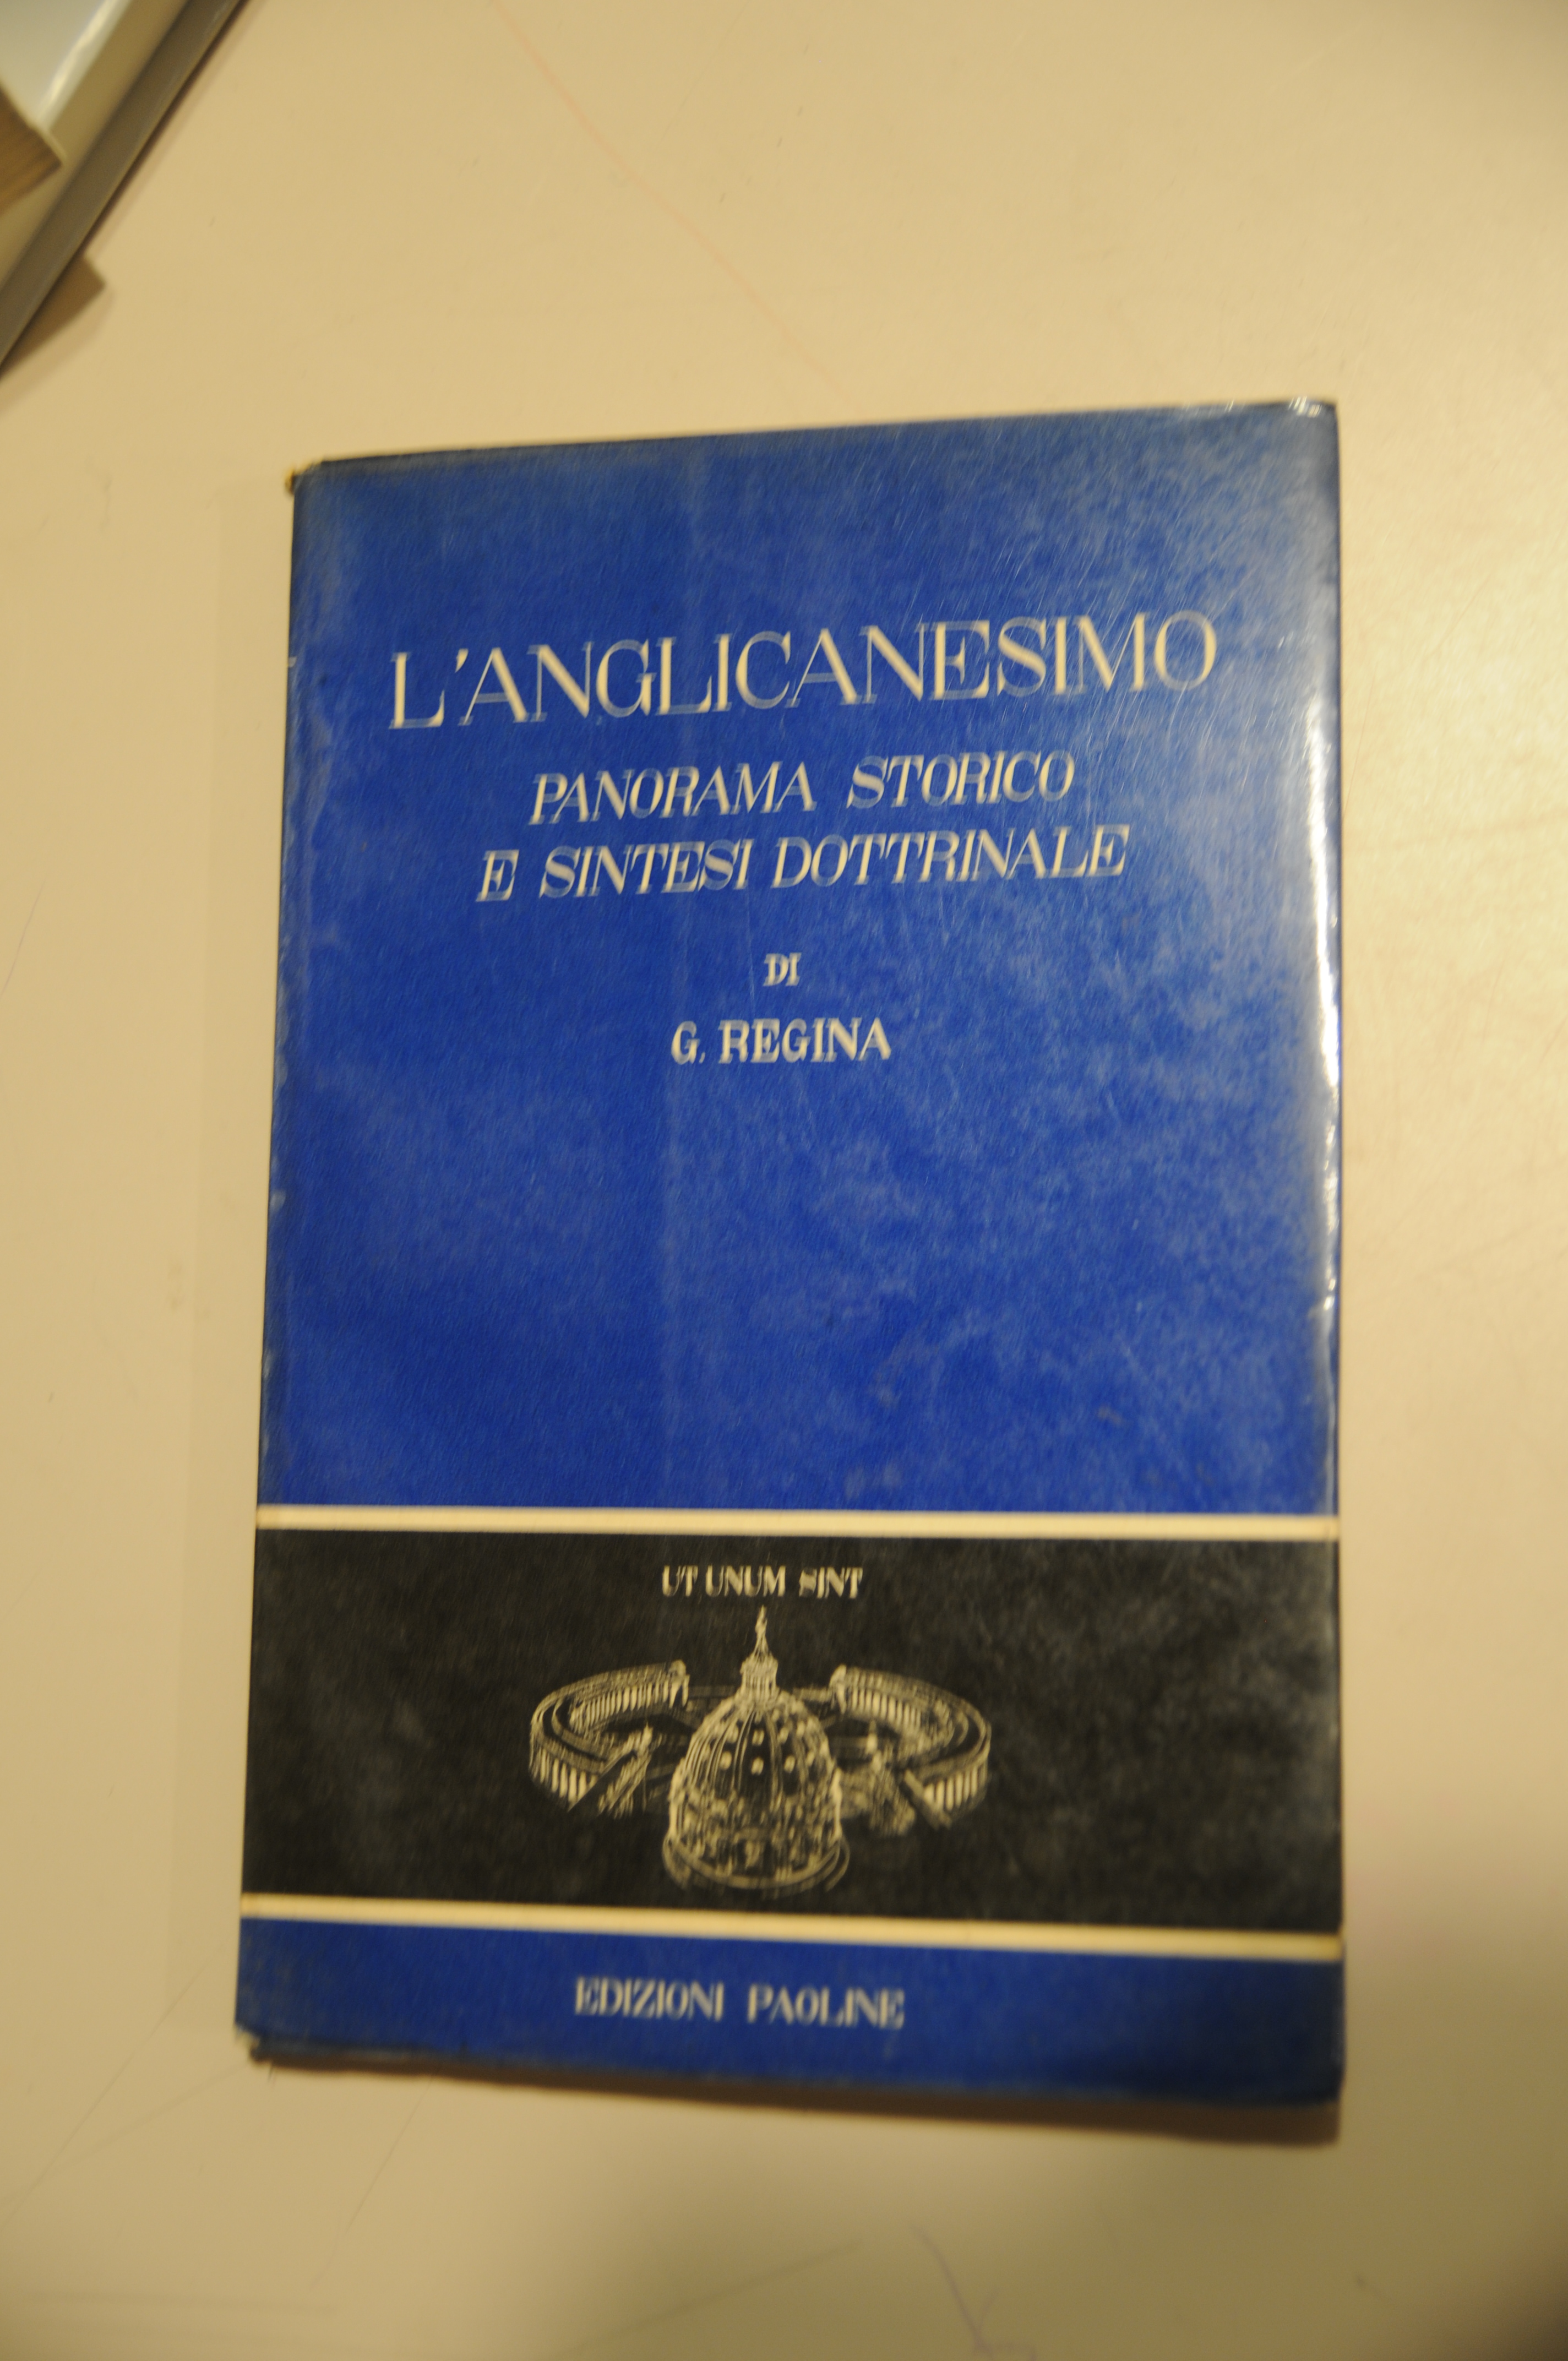 L'ANGLICANESIMO
PANORAMA STORICO
E SINTESI DOTTRINALE
DI
G. REGINA
UT UNUM SINT
EDIZIONI PAOLINE